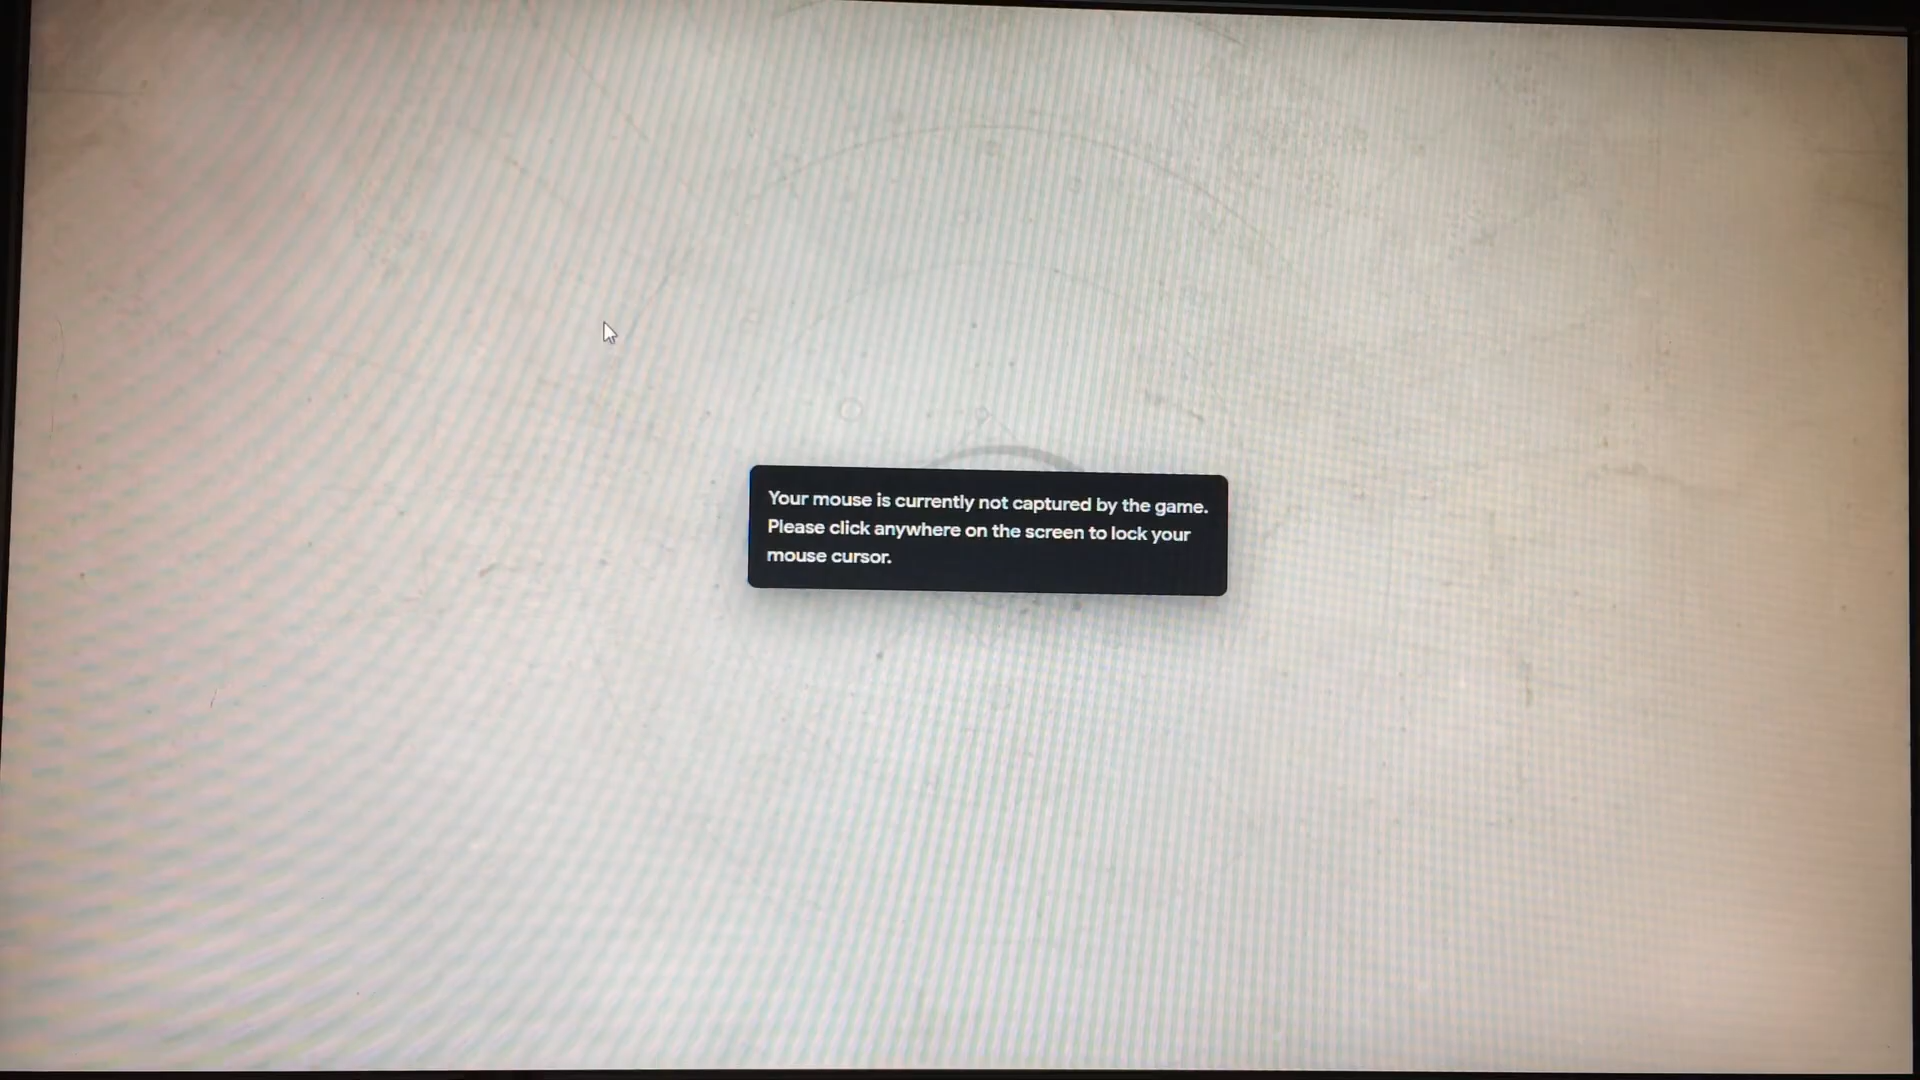 Your mouse is currently not captured by the game.
Please click anywhere on the screen to lock your
mouse cursor.